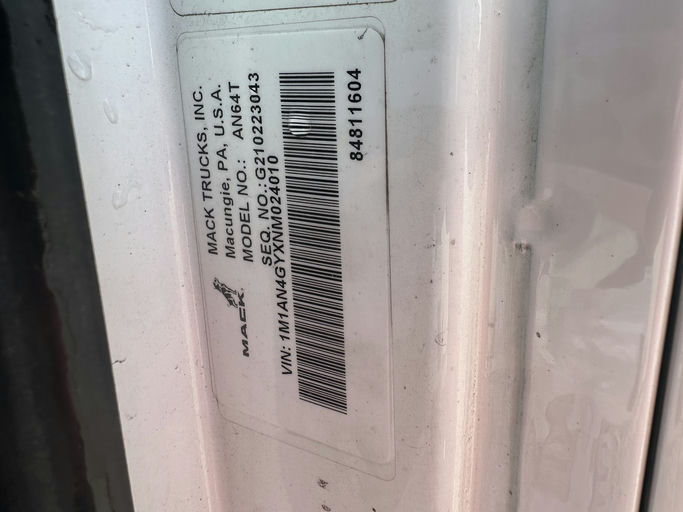 MACK TRUCKS, INC.
Macungie, PA, U.S.A.
MODEL NO.: AN64T
SEQ. NO.:G210223043
MACK
VIN: 1M1AN4GYXNM024010
84811604